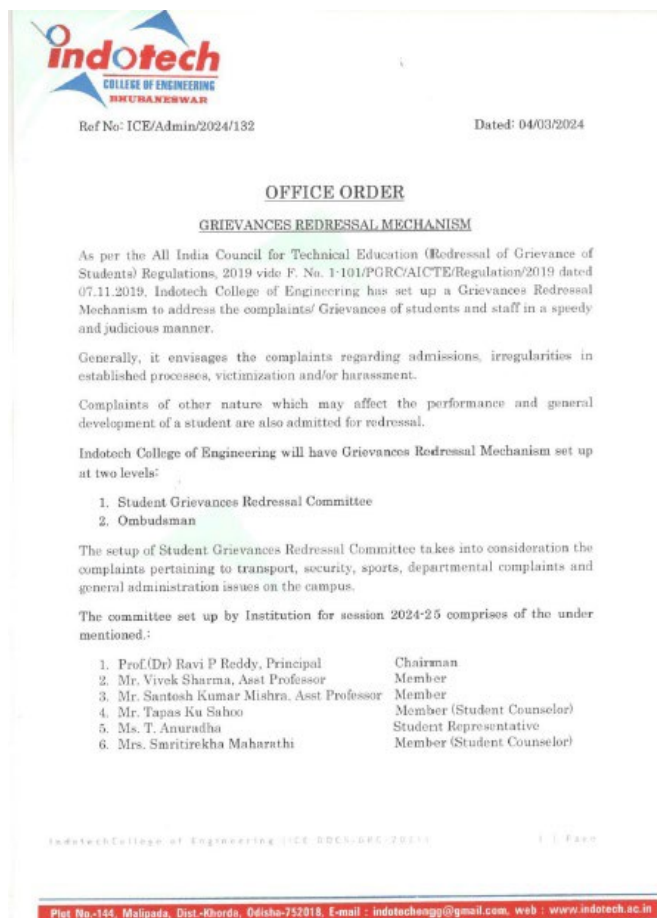 indotech
COLLEGE OF ENGINEERING
BHUBANESWAR
Ref No: ICE/Admin/2024/132 Dated: 04/03/2024
OFFICE ORDER
GRIEVANCES REDRESSAL MECHANISM
As per the All India Council for Technical Education (Redressal of Grievance of
Students) Regulations, 2019 vide F. No. 1-101/PGRC/AICTE/Regulation/2019 dated
07.11.2019, Indotech College of Engineering has set up a Grievances Redressal
Mechanism to address the complaints/ Grievances of students and staff in a speedy
and judicious manner.
Generally, it envisages the complaints regarding admissions, irregularities in
established processes, victimization and/or harassment.
Complaints of other nature which may affect the performance and general
development of a student are also admitted for redressal.
Indotech College of Engineering will have Grievances Redressal Mechanism set up
at two levels:
1. Student Grievances Redressal Committee
2. Ombudsman
The setup of Student Grievances Redressal Committee takes into consideration the
complaints pertaining to transport, security, sports, departmental complaints and
general administration issues on the campus.
The committee set up by Institution for session 2024-25 comprises of the under
mentioned.:
1. Prof.(Dr) Ravi P Reddy, Principal Chairman
2. Mr. Vivek Sharma, Asst Professor Member
3. Mr. Santosh Kumar Mishra, Asst Professor Member
4. Mr. Tapas Ku Sahoo Member (Student Counselor)
5. Ms. T. Anuradha Student Representative
6. Mrs. Smritirekha Maharathi Member (Student Counselor)
IndotechCollege of Engineering
Plot No.-144, Malipada, Dist.-Khorda, Odisha-752018, E-mail : indotechengg@gmail.com, web : www.indotech.ac.in